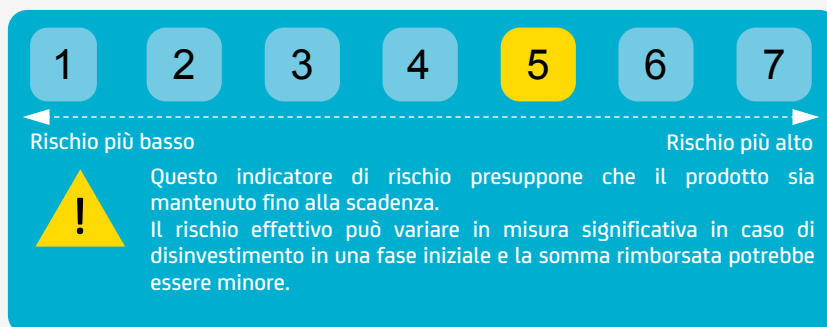 1 2 3 4 5 6 7
Rischio più basso Rischio più alto
!
Questo indicatore di rischio presuppone che il prodotto sia
mantenuto fino alla scadenza.
Il rischio effettivo può variare in misura significativa in caso di
disinvestimento in una fase iniziale e la somma rimborsata potrebbe
essere minore.